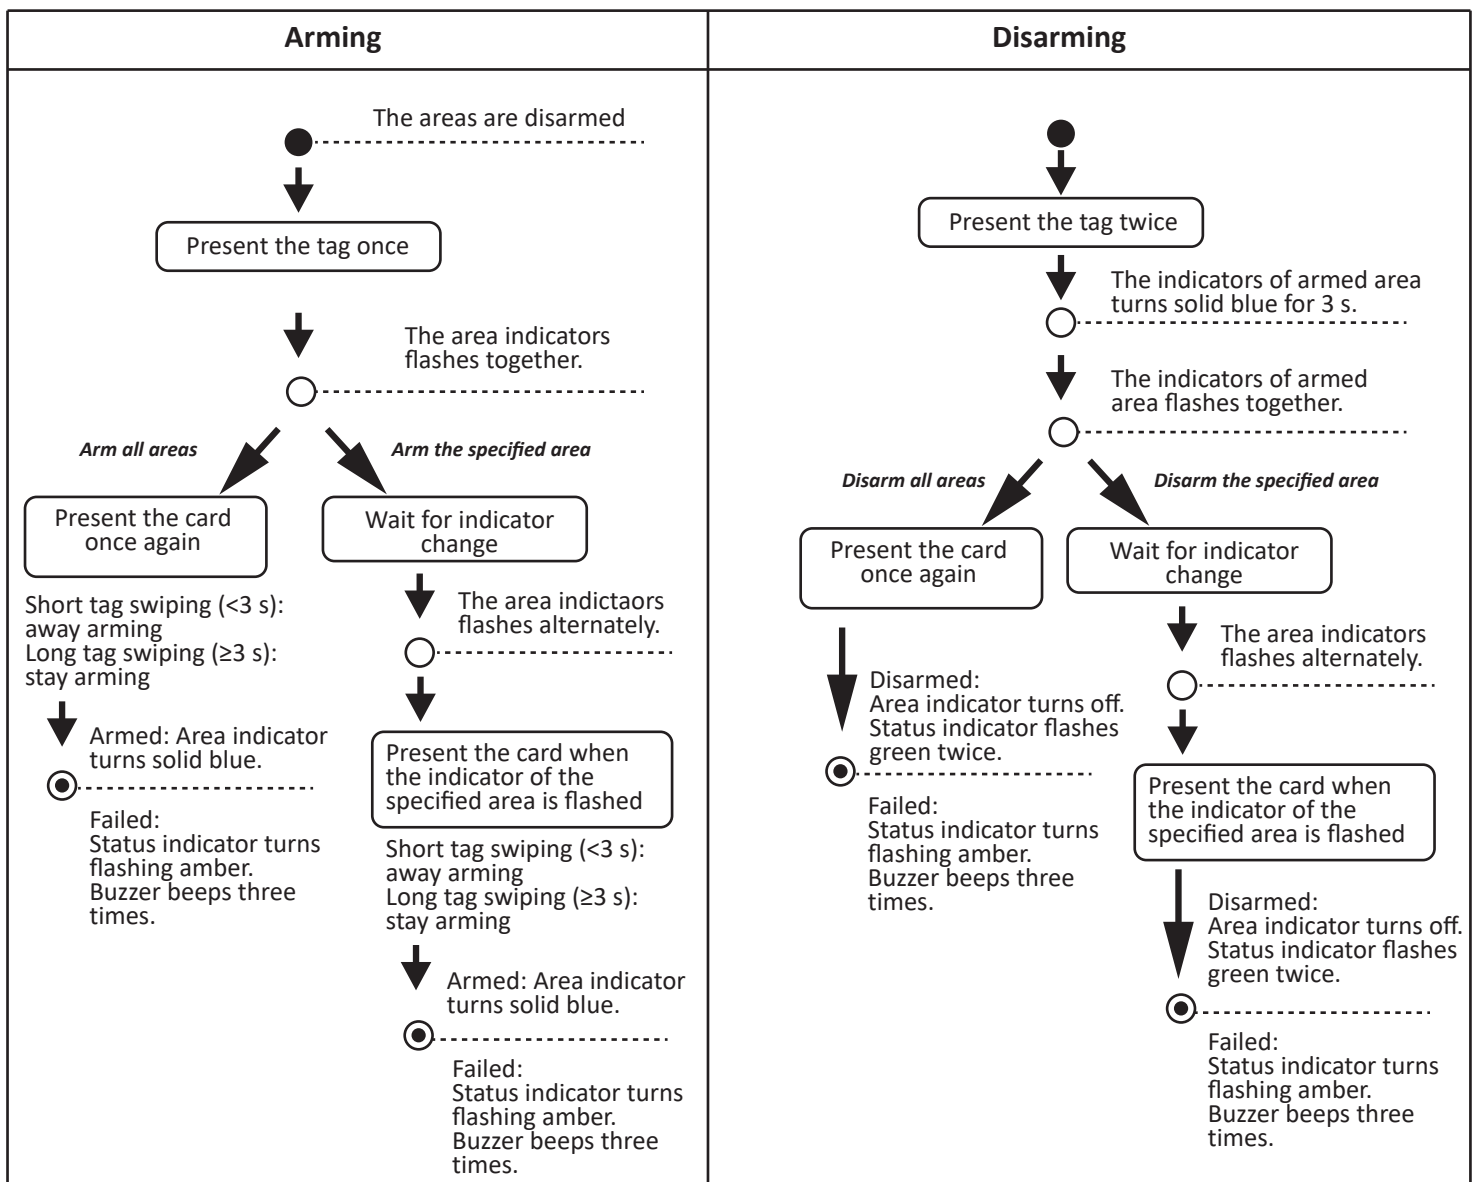 Arming
The areas are disarmed
Present the tag once
The area indicators
flashes together.
Arm all areas
Arm the specified area
Present the card
once again
Short tag swiping (<3 s):
away arming
Long tag swiping (≥3 s):
stay arming
Armed: Area indicator
turns solid blue.
Failed:
Status indicator turns
flashing amber.
Buzzer beeps three
times.
Wait for indicator
change
The area indictaors
flashes alternately.
Present the card when
the indicator of the
specified area is flashed
Short tag swiping (<3 s):
away arming
Long tag swiping (≥3 s):
stay arming
Armed: Area indicator
turns solid blue.
Failed:
Status indicator turns
flashing amber.
Buzzer beeps three
times.
Disarming
Present the tag twice
The indicators of armed area
turns solid blue for 3 s.
The indicators of armed
area flashes together.
Disarm all areas
Disarm the specified area
Present the card
once again
Disarmed:
Area indicator turns off.
Status indicator flashes
green twice.
Failed:
Status indicator turns
flashing amber.
Buzzer beeps three
times.
Wait for indicator
change
The area indicators
flashes alternately.
Present the card when
the indicator of the
specified area is flashed
Disarmed:
Area indicator turns off.
Status indicator flashes
green twice.
Failed:
Status indicator turns
flashing amber.
Buzzer beeps three
times.